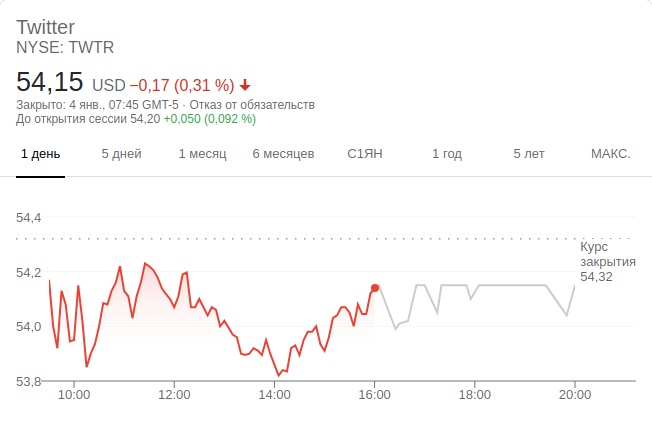 Twitter
NYSE: TWTR
54,15 USD −0,17 (0,31 %)
Закрыто: 4 янв., 07:45 GMT-5 · Отказ от обязательств
До открытия сессии 54,20 +0,050 (0,092 %)
1 день 5 дней 1 месяц 6 месяцев С1ЯН 1 год 5 лет МАКС.
54,4
Курс
закрытия
54,32
54,2
54,0
53,8
10:00 12:00 14:00 16:00 18:00 20:00